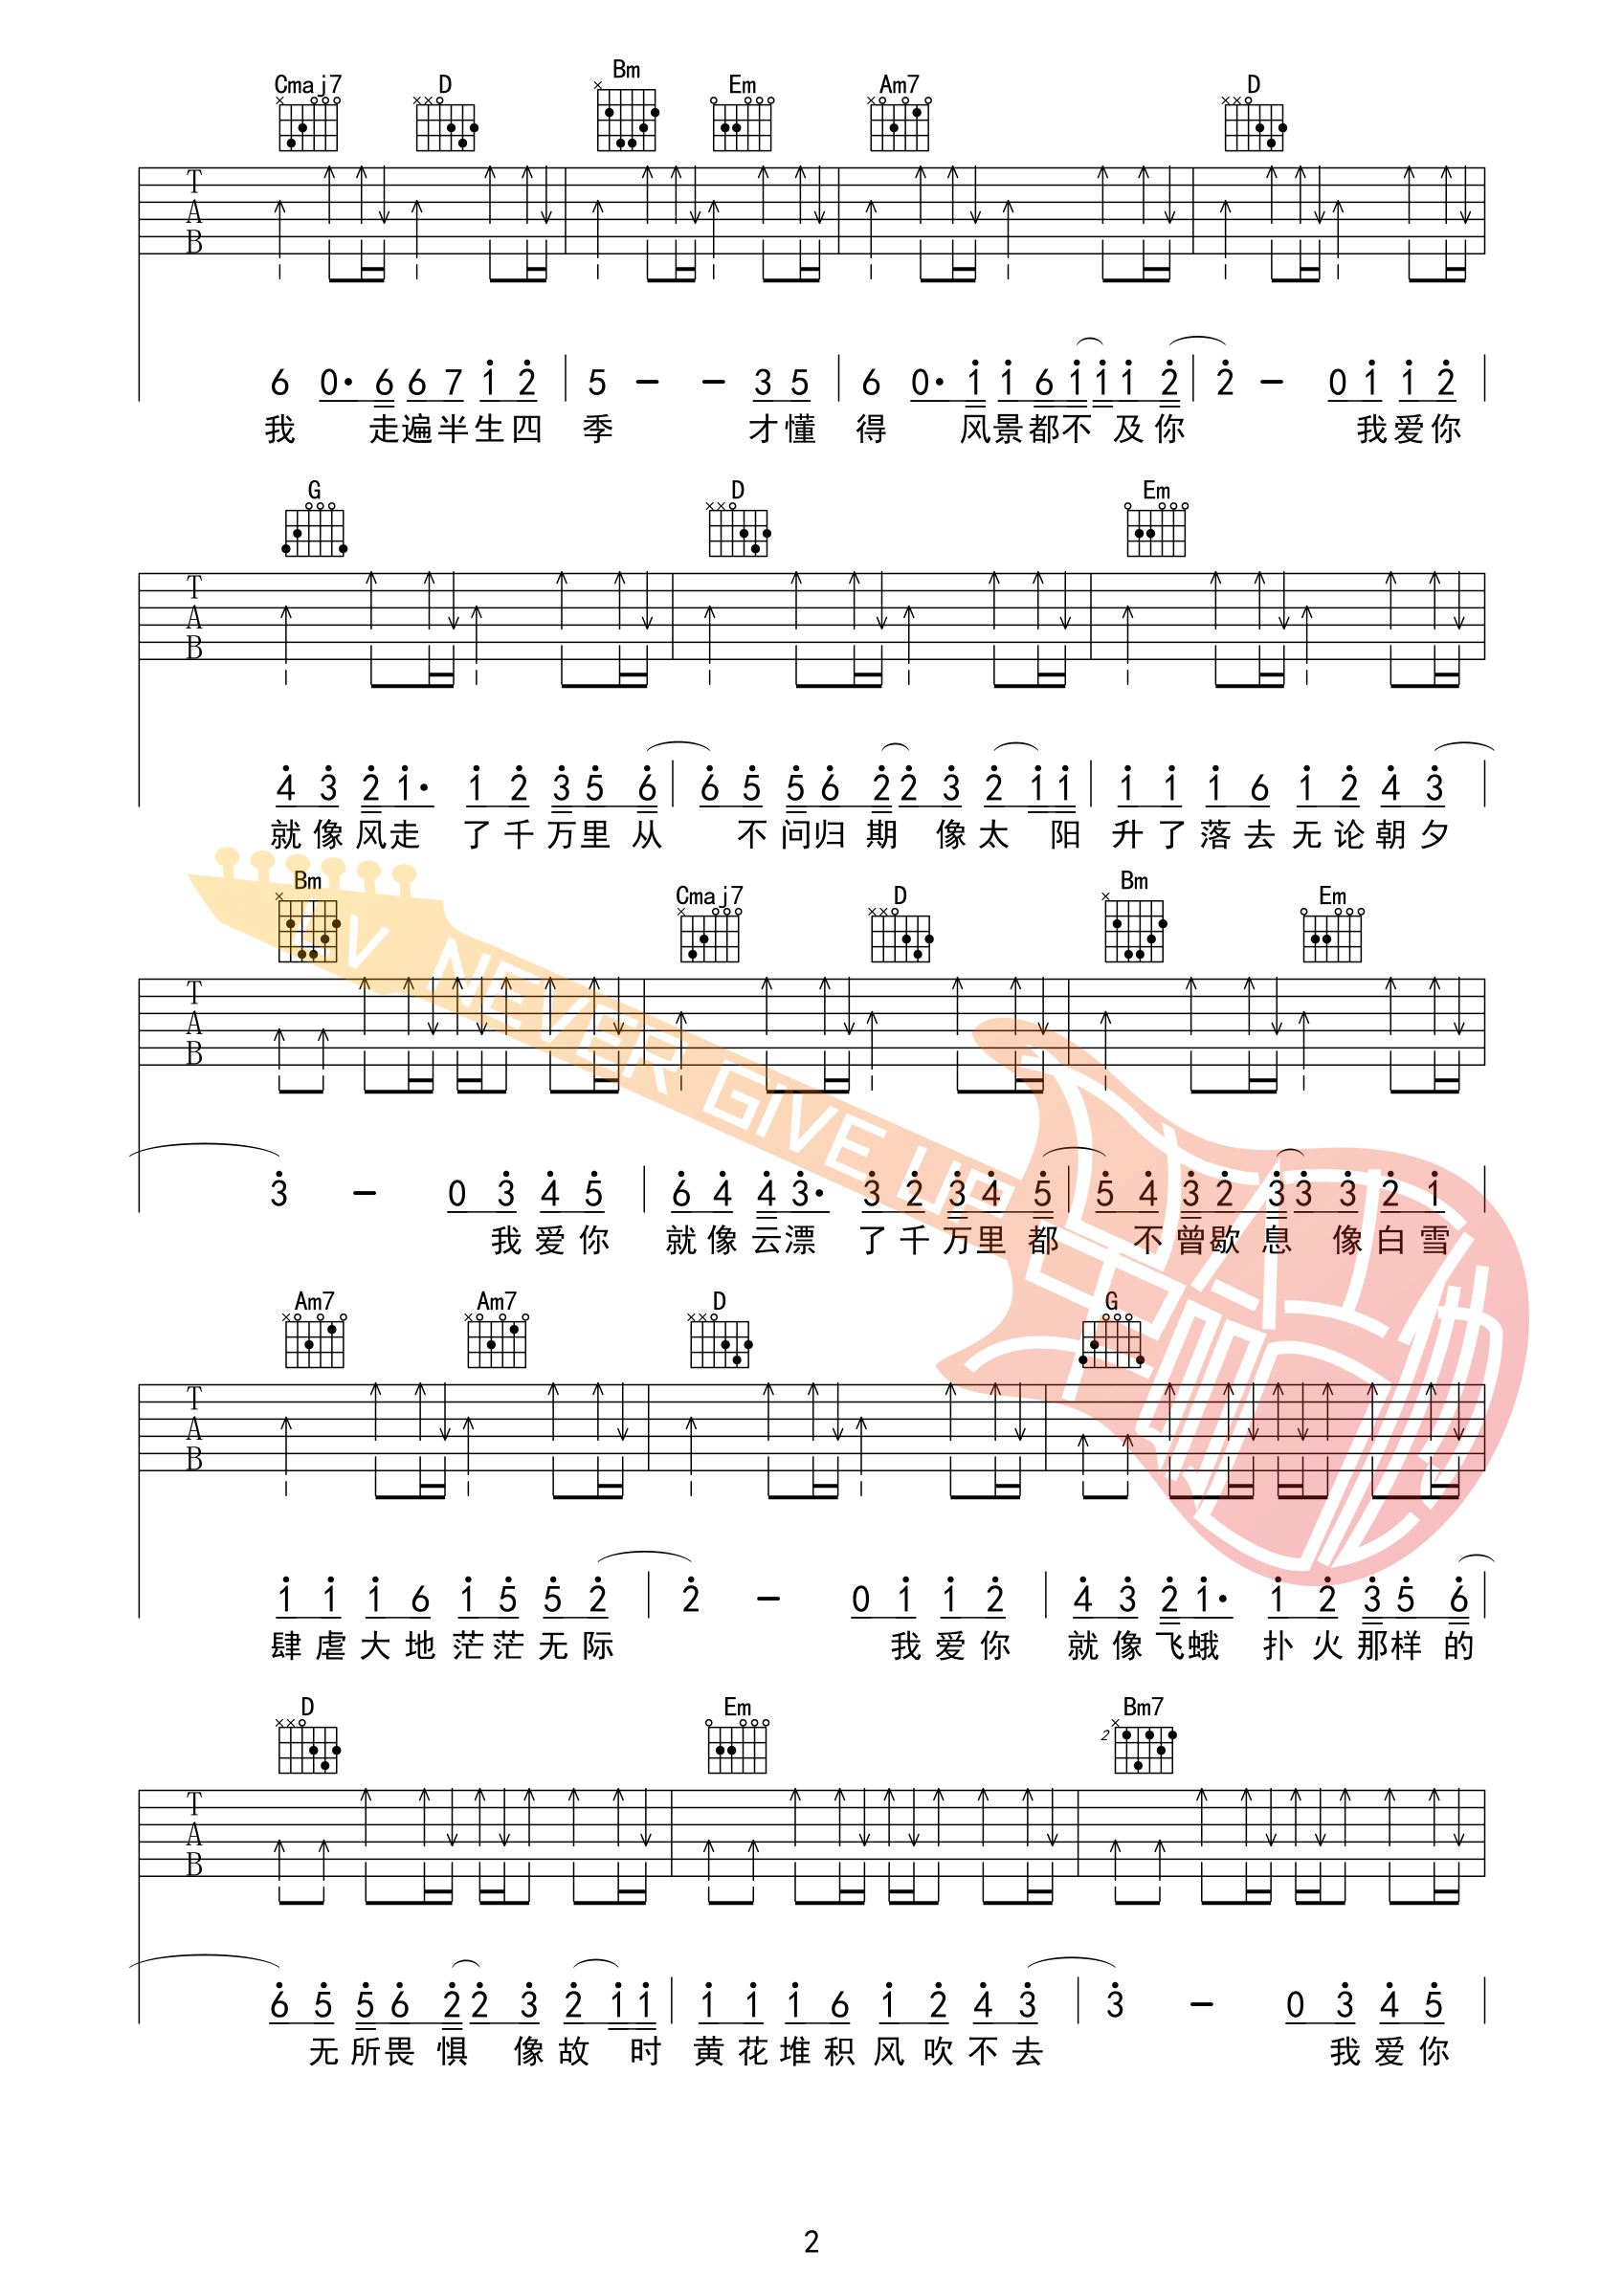 Cmaj7 D Bm Em Am7 D
T
A
B
6 0· 6 6 7 1 2 | 5 – – 3 5 | 6 0· 1 1 6 1 1 1 2 | 2 – 0 1 1 2 |
我 走遍半生四 季 才懂 得 风景都不 及你 我爱你
G D Em
T
A
B
4 3 2 1· 1 2 3 5 6 | 6 5 5 6 2 2 3 2 1 1 | 1 1 1 6 1 2 4 3 |
就像风走 了千万里 从 不问归 期 像太 阳 升了落去无论朝夕
Bm Cmaj7 D Bm Em
T
A
B
3 – 0 3 4 5 | 6 4 4 3· 3 2 3 4 5 | 5 4 3 2 3 3 3 2 1 |
我爱你 就像云漂 了千万里 都 不曾歇 息 像白雪
Am7 Am7 D G
T
A
B
1 1 1 6 1 5 5 2 | 2 – 0 1 1 2 | 4 3 2 1· 1 2 3 5 6 |
肆虐大地茫茫无际 我爱你 就像飞蛾 扑火那样 的
D Em Bm7
2
T
A
B
6 5 5 6 2 2 3 2 1 1 | 1 1 1 6 1 2 4 3 | 3 – 0 3 4 5 |
无所畏 惧 像故 时 黄花堆积风吹不去 我爱你
LV NEVER GIVE UP
2